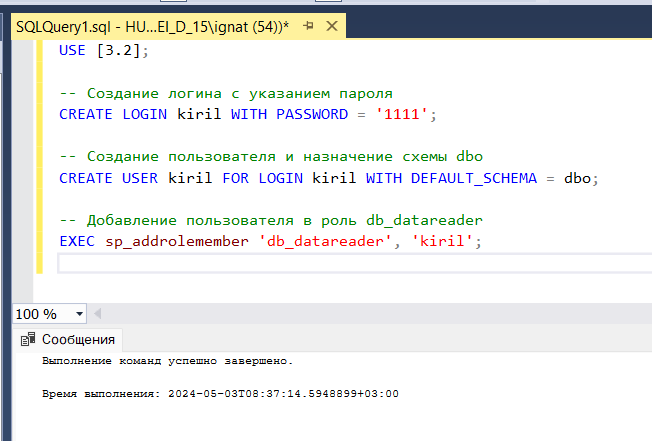 SQLQuery1.sql - HU...EI_D_15\ignat (54))*
USE [3.2];
-- Создание логина с указанием пароля
CREATE LOGIN kiril WITH PASSWORD = '1111';
-- Создание пользователя и назначение схемы dbo
CREATE USER kiril FOR LOGIN kiril WITH DEFAULT_SCHEMA = dbo;
-- Добавление пользователя в роль db_datareader
EXEC sp_addrolemember 'db_datareader', 'kiril';
100 %
Сообщения
Выполнение команд успешно завершено.
Время выполнения: 2024-05-03T08:37:14.5948899+03:00